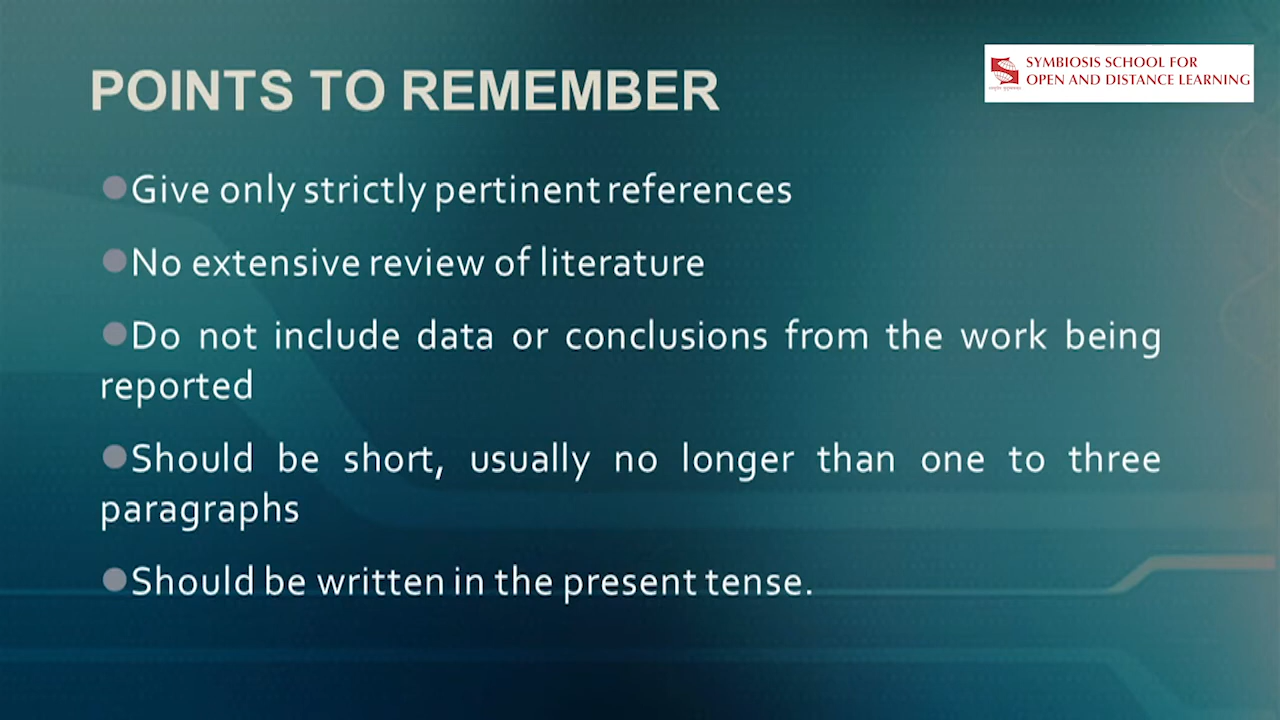 POINTS TO REMEMBER
SYMBIOSIS SCHOOL FOR
OPEN AND DISTANCE LEARNING
●Give only strictly pertinent references
●No extensive review of literature
●Do not include data or conclusions from the work being
reported
●Should be short, usually no longer than one to three
paragraphs
●Should be written in the present tense.